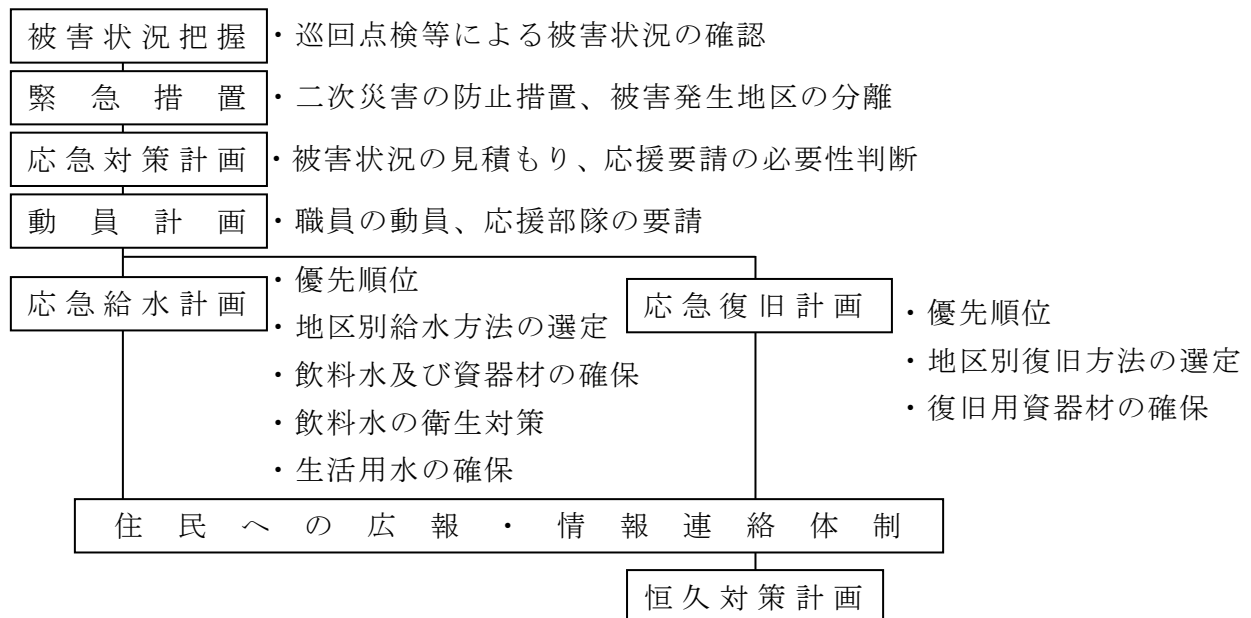 被害状況把握 ・巡回点検等による被害状況の確認
緊急措置 ・二次災害の防止措置、被害発生地区の分離
応急対策計画 ・被害状況の見積もり、応援要請の必要性判断
動員計画 ・職員の動員、応援部隊の要請
応急給水計画
・優先順位
・地区別給水方法の選定
・飲料水及び資器材の確保
・飲料水の衛生対策
・生活用水の確保
応急復旧計画
・優先順位
・地区別復旧方法の選定
・復旧用資器材の確保
住民への広報・情報連絡体制
恒久対策計画